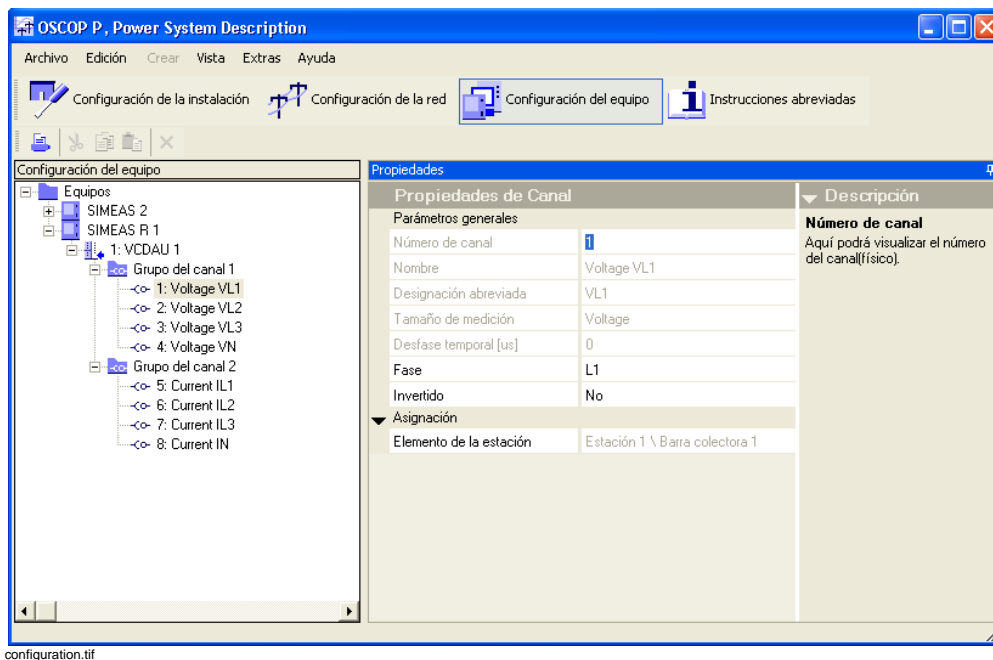 OSCOP P, Power System Description
Archivo Edición Crear Vista Extras Ayuda
Configuración de la instalación Configuración de la red Configuración del equipo Instrucciones abreviadas
Configuración del equipo
Equipos
SIMEAS 2
SIMEAS R 1
1: VCDAU 1
Grupo del canal 1
1: Voltage VL1
2: Voltage VL2
3: Voltage VL3
4: Voltage VN
Grupo del canal 2
5: Current IL1
6: Current IL2
7: Current IL3
8: Current IN
Propiedades
Propiedades de Canal
Parámetros generales
Número de canal 1
Nombre Voltage VL1
Designación abreviada VL1
Tamaño de medición Voltage
Desfase temporal [us] 0
Fase L1
Invertido No
Asignación
Elemento de la estación Estación 1 \ Barra colectora 1
Descripción
Número de canal
Aquí podrá visualizar el número
del canal(físico).
configuration.tif